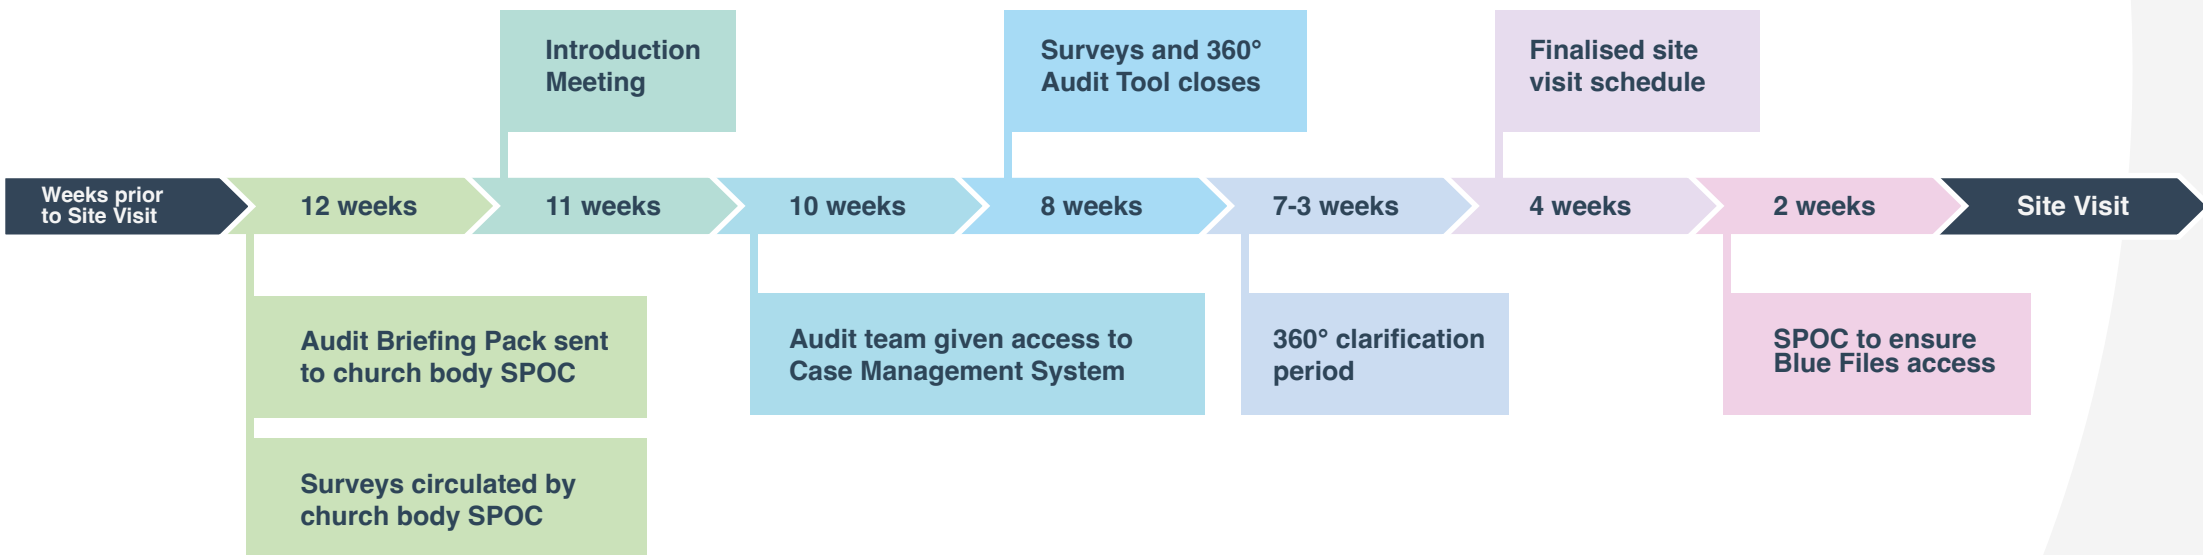 Introduction
Meeting
Surveys and 360°
Audit Tool closes
Finalised site
visit schedule
Weeks prior
to Site Visit
12 weeks
11 weeks
10 weeks
8 weeks
7-3 weeks
4 weeks
2 weeks
Site Visit
Audit Briefing Pack sent
to church body SPOC
Audit team given access to
Case Management System
360° clarification
period
SPOC to ensure
Blue Files access
Surveys circulated by
church body SPOC